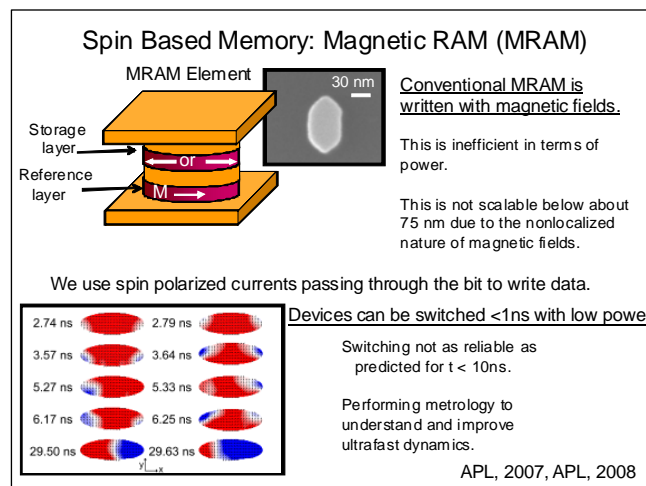 Spin Based Memory: Magnetic RAM (MRAM)
MRAM Element
30 nm
Storage
layer
or
Reference
layer
M
Conventional MRAM is
written with magnetic fields.
This is inefficient in terms of
power.
This is not scalable below about
75 nm due to the nonlocalized
nature of magnetic fields.
We use spin polarized currents passing through the bit to write data.
2.74 ns 2.79 ns
3.57 ns 3.64 ns
5.27 ns 5.33 ns
6.17 ns 6.25 ns
29.50 ns 29.63 ns
y x
Devices can be switched <1ns with low powe
Switching not as reliable as
predicted for t < 10ns.
Performing metrology to
understand and improve
ultrafast dynamics.
APL, 2007, APL, 2008